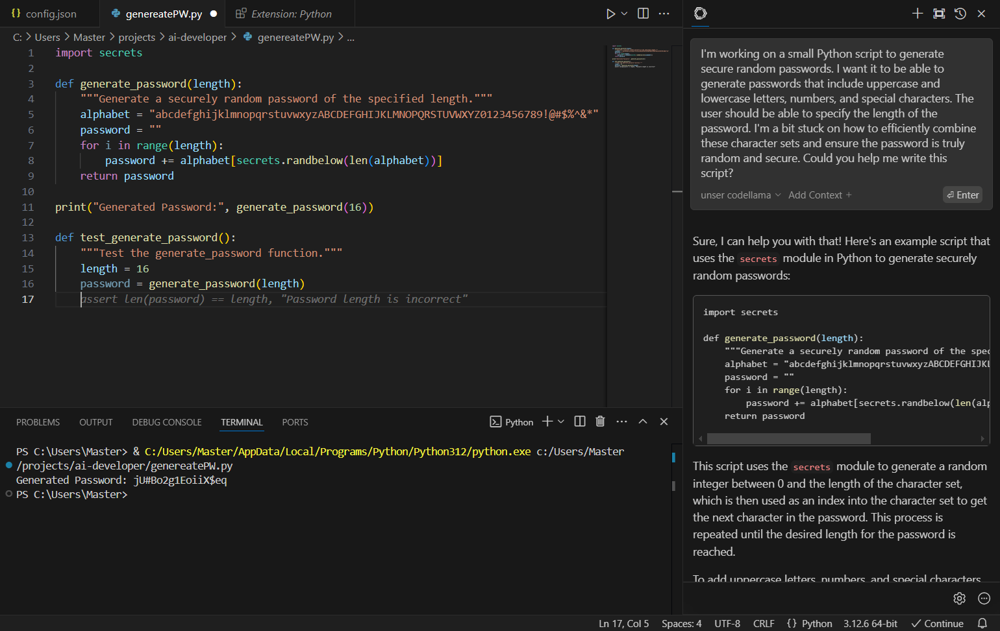 {} config.json genereatePW.py Extension: Python
C: > Users > Master > projects > ai-developer > genereatePW.py > ...
1 import secrets
2
3 def generate_password(length):
4 """Generate a securely random password of the specified length."""
5 alphabet = "abcdefghijklmnopqrstuvwxyzABCDEFGHIJKLMNOPQRSTUVWXYZ0123456789!@#$%^&*"
6 password = ""
7 for i in range(length):
8 password += alphabet[secrets.randbelow(len(alphabet))]
9 return password
10
11 print("Generated Password:", generate_password(16))
12
13 def test_generate_password():
14 """Test the generate_password function."""
15 length = 16
16 password = generate_password(length)
17 assert len(password) == length, "Password length is incorrect"
PROBLEMS OUTPUT DEBUG CONSOLE TERMINAL PORTS Python
PS C:\Users\Master> & C:/Users/Master/AppData/Local/Programs/Python/Python312/python.exe c:/Users/Master
/projects/ai-developer/genereatePW.py
Generated Password: jU#Bo2g1EoiiX$eq
PS C:\Users\Master>
I'm working on a small Python script to generate
secure random passwords. I want it to be able to
generate passwords that include uppercase and
lowercase letters, numbers, and special characters. The
user should be able to specify the length of the
password. I'm a bit stuck on how to efficiently combine
these character sets and ensure the password is truly
random and secure. Could you help me write this
script?
unser codellama Add Context + ⏎ Enter
Sure, I can help you with that! Here's an example script that
uses the secrets module in Python to generate securely
random passwords:
import secrets
def generate_password(length):
"""Generate a securely random password of the spec
alphabet = "abcdefghijklmnopqrstuvwxyzABCDEFGHIJKL
password = ""
for i in range(length):
password += alphabet[secrets.randbelow(len(alp
return password
This script uses the secrets module to generate a random
integer between 0 and the length of the character set,
which is then used as an index into the character set to get
the next character in the password. This process is
repeated until the desired length for the password is
reached.
To add uppercase letters, numbers, and special characters
Ln 17, Col 5 Spaces: 4 UTF-8 CRLF {} Python 3.12.6 64-bit ✓ Continue